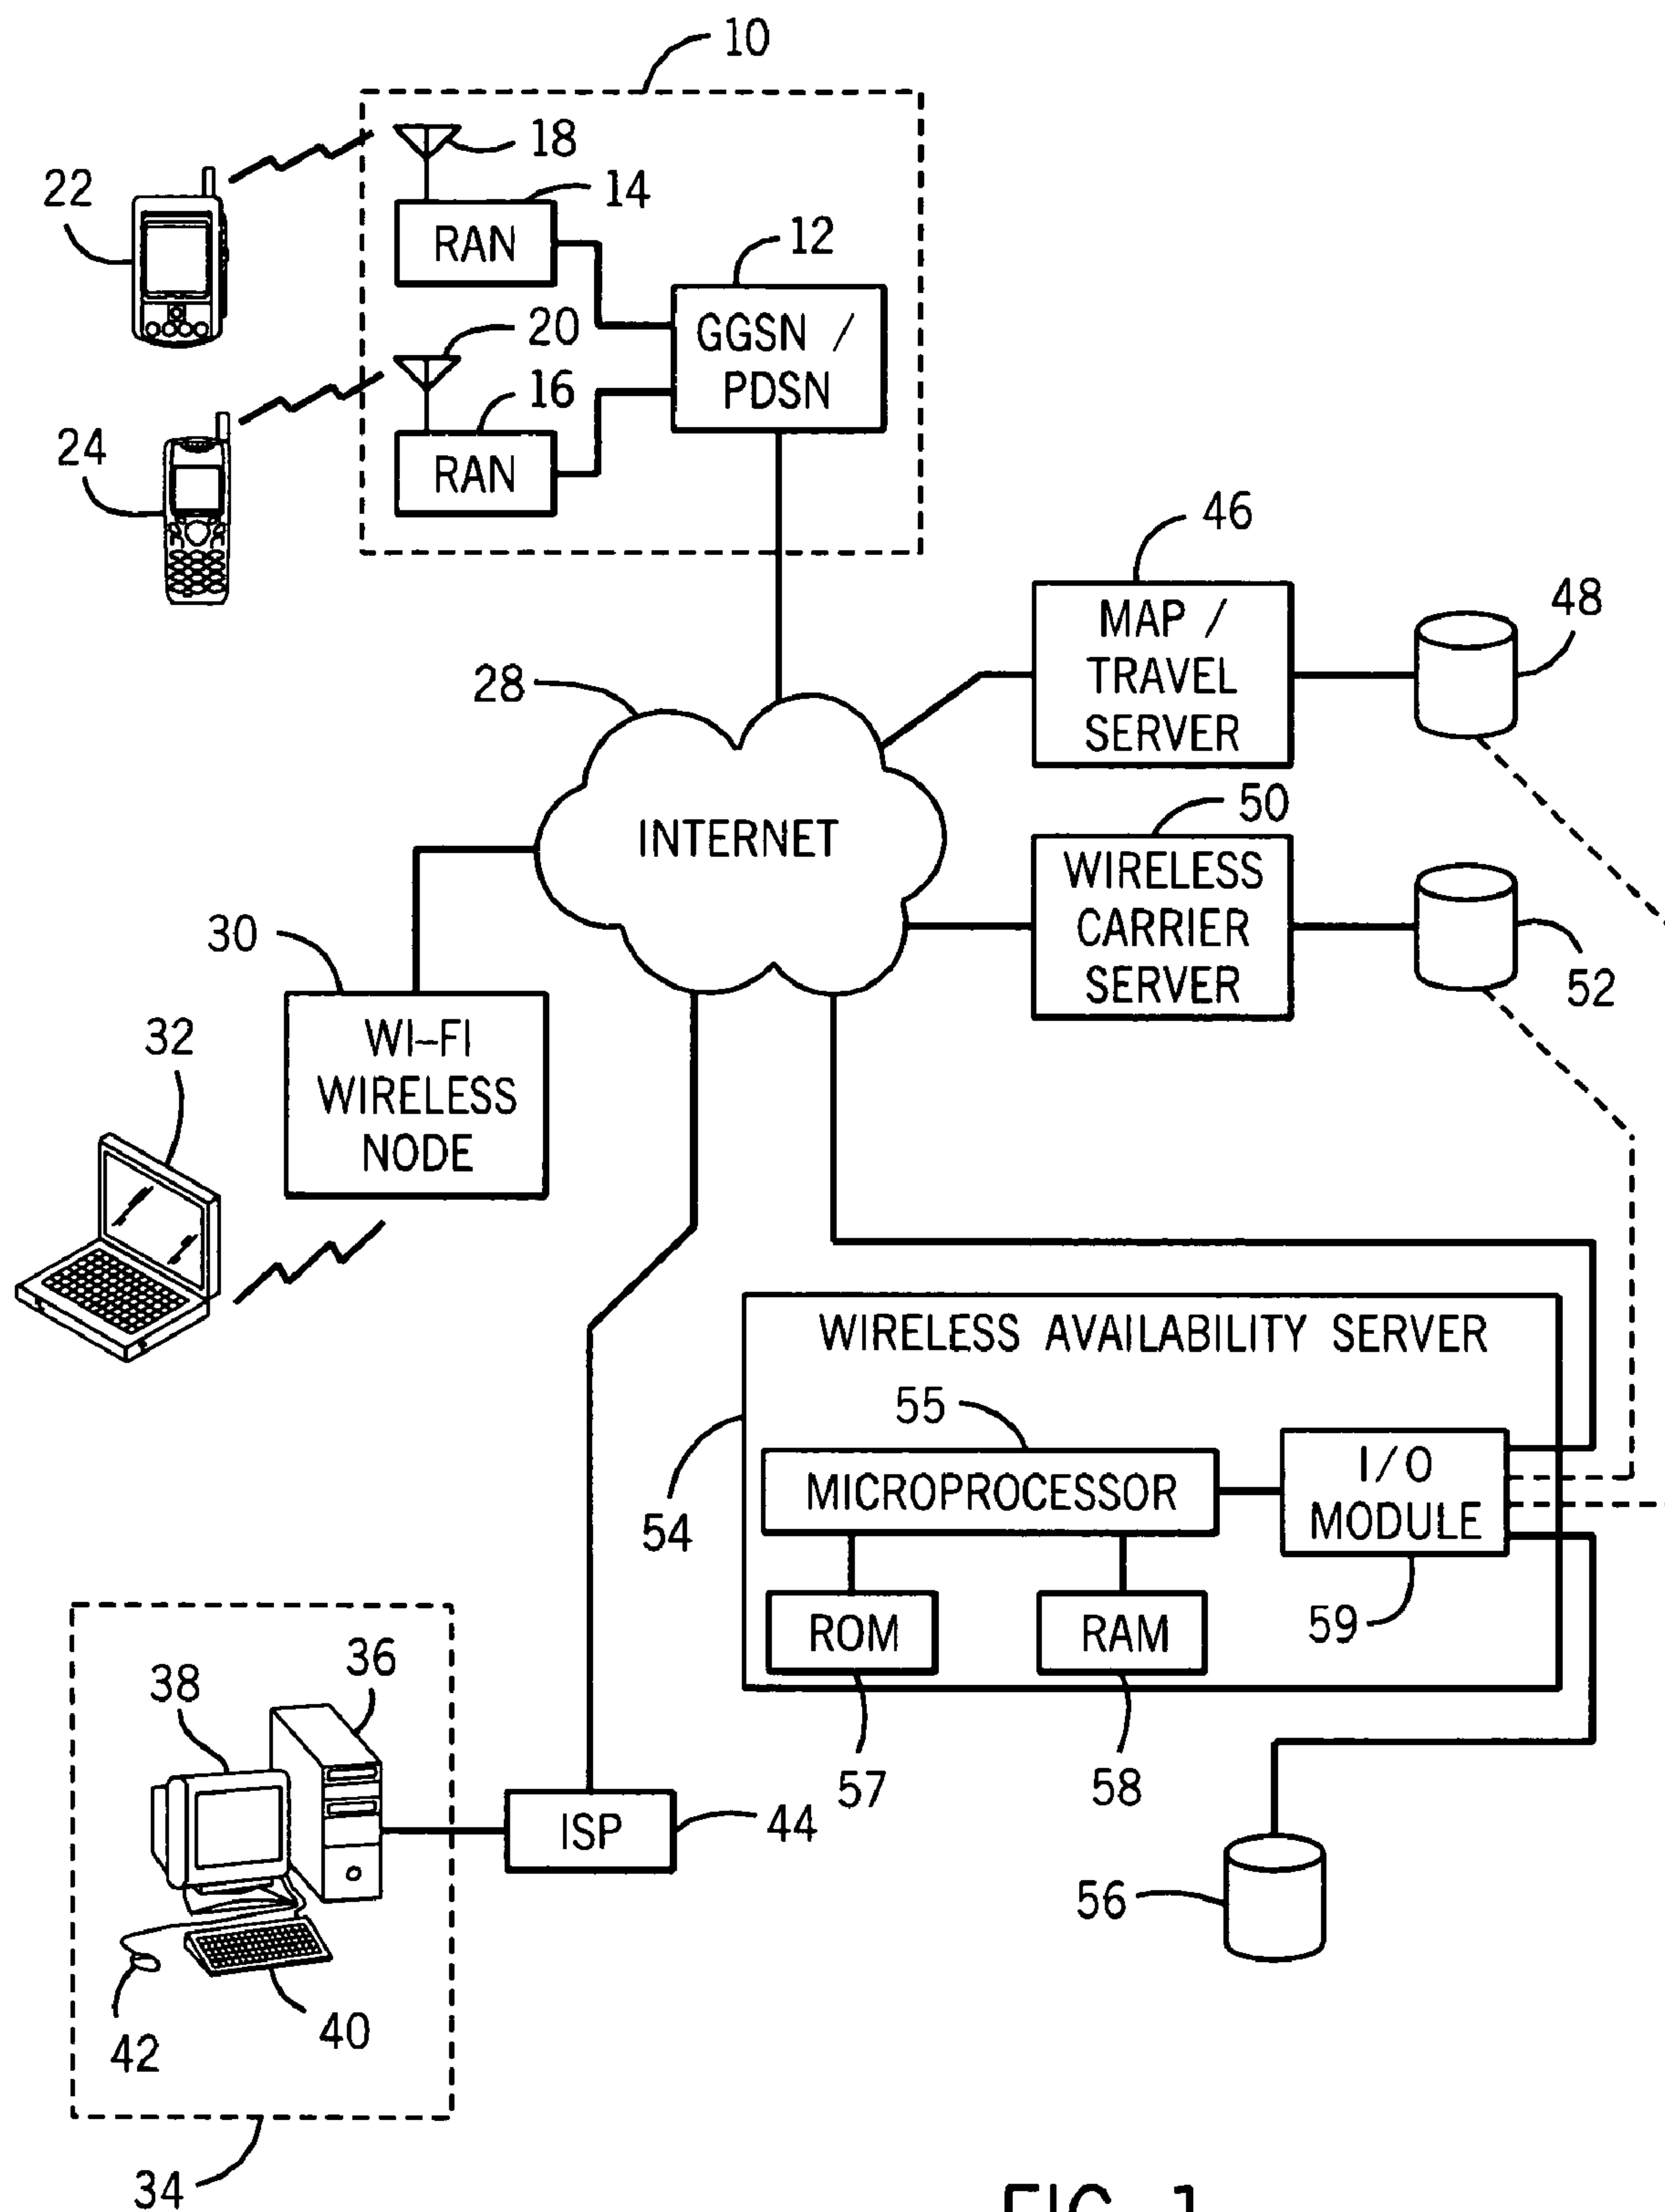 10
18
22
14
RAN
12
GGSN /
PDSN
20
16
24
RAN
46
MAP /
TRAVEL
SERVER
48
28
INTERNET
50
WIRELESS
CARRIER
SERVER
52
30
WI-FI
WIRELESS
NODE
32
WIRELESS AVAILABILITY SERVER
55
MICROPROCESSOR
I/O
MODULE
54
ROM
RAM
59
57
58
36
38
ISP
44
56
42
40
34
FIG. 1